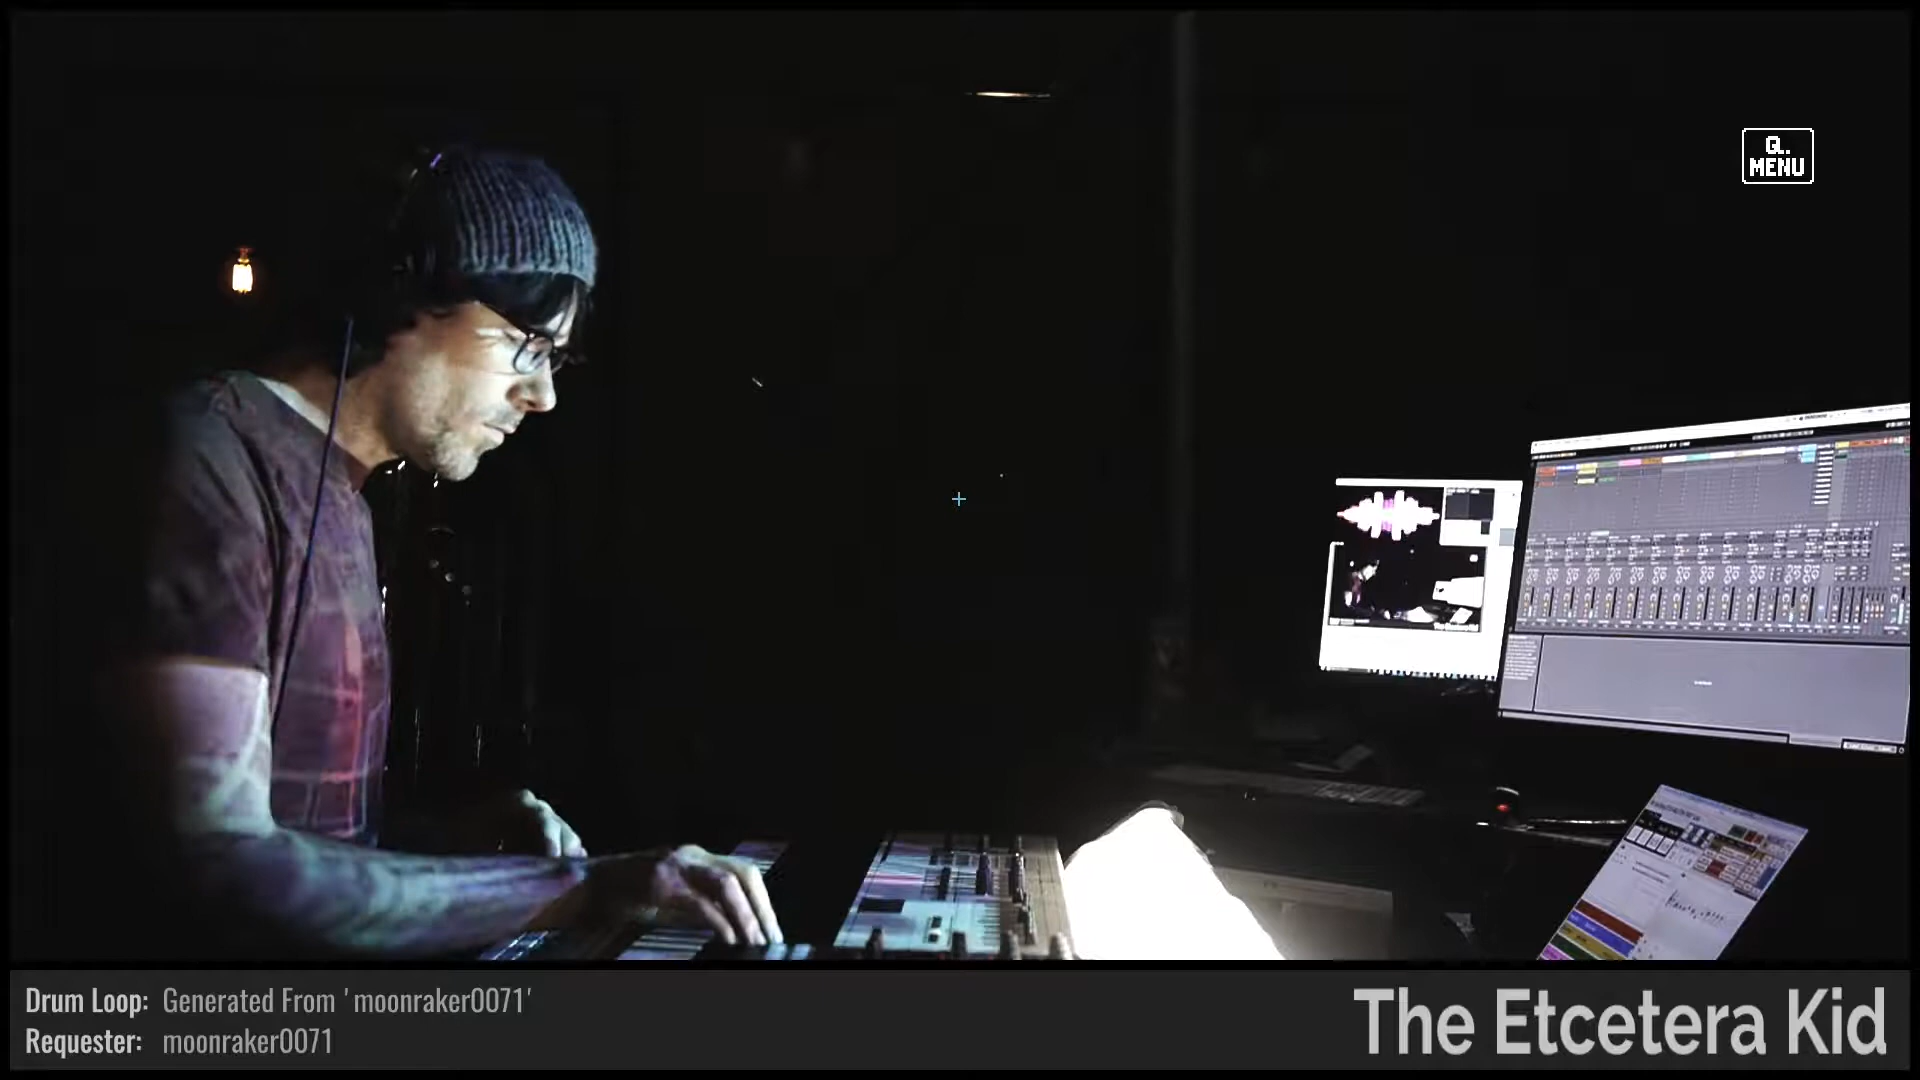 Q.
MENU
Drum Loop: Generated From 'moonraker0071'
Requester: moonraker0071
The Etcetera Kid